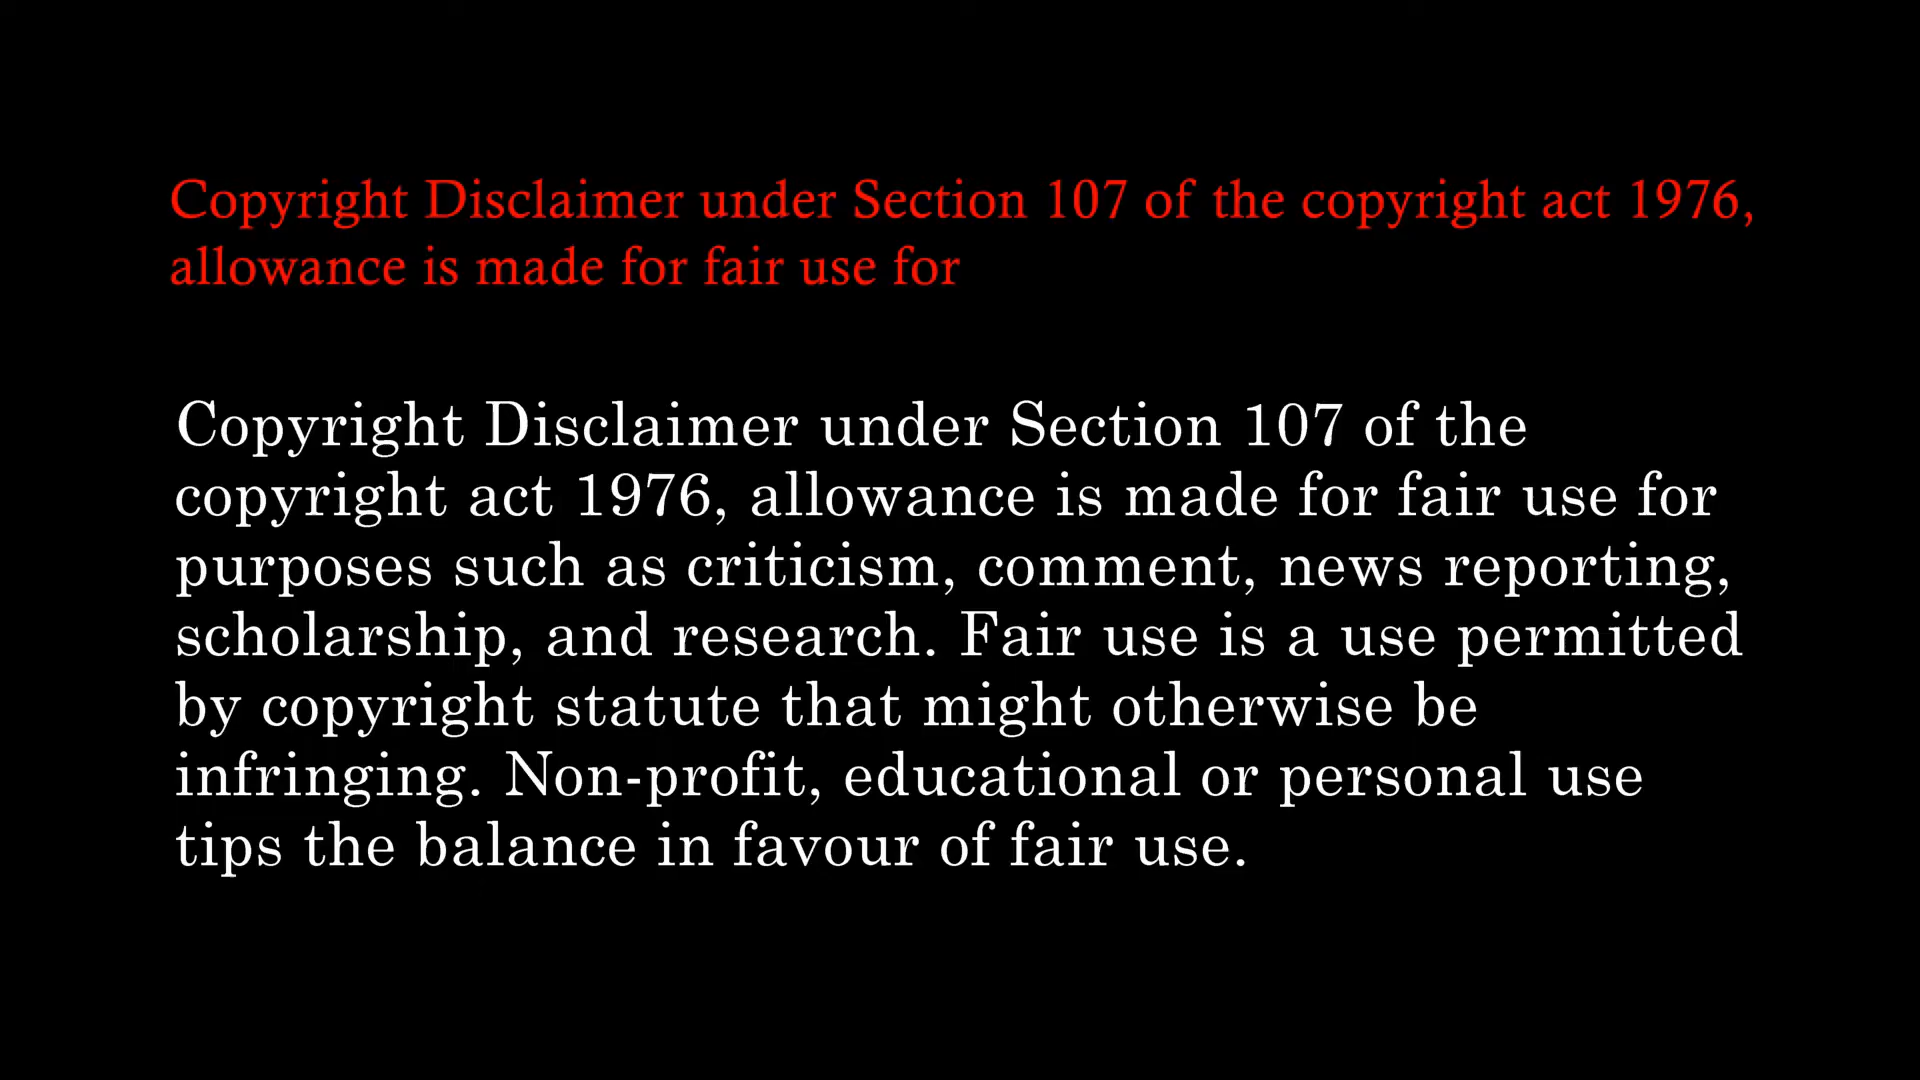 Copyright Disclaimer under Section 107 of the copyright act 1976,
allowance is made for fair use for
Copyright Disclaimer under Section 107 of the
copyright act 1976, allowance is made for fair use for
purposes such as criticism, comment, news reporting,
scholarship, and research. Fair use is a use permitted
by copyright statute that might otherwise be
infringing. Non-profit, educational or personal use
tips the balance in favour of fair use.